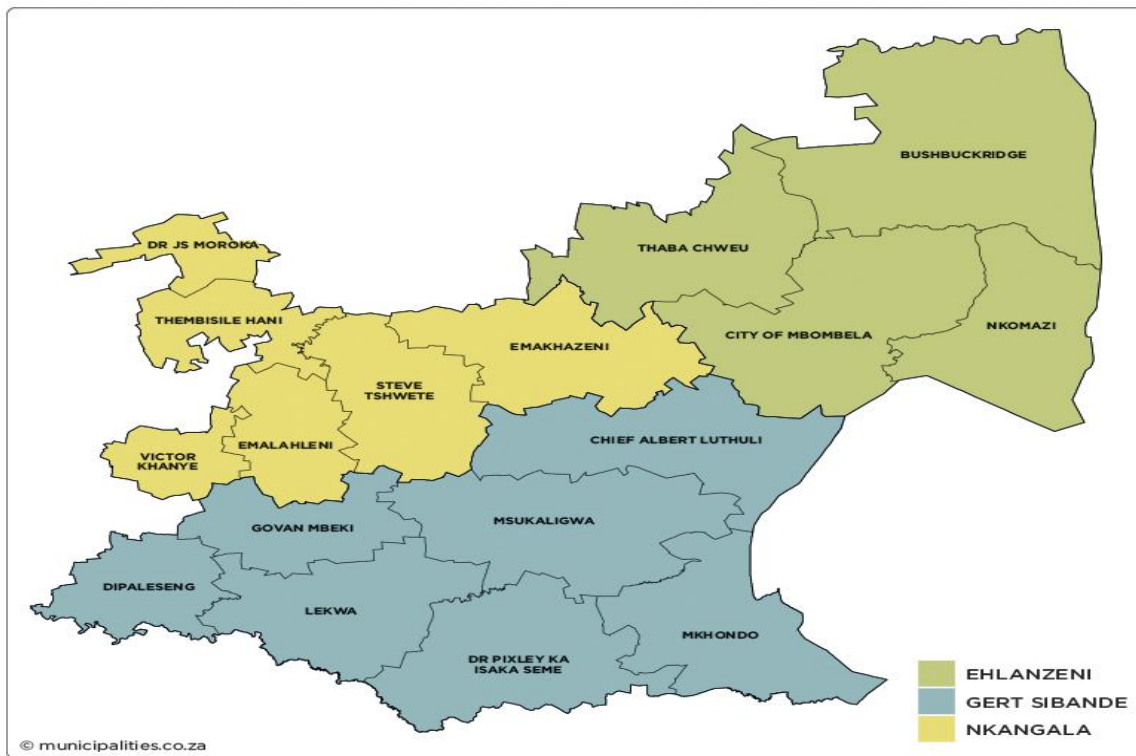 BUSHBUCKRIDGE
THABA CHWEU
DR JS MOROKA
THEMBISILE HANI
EMAKHAZENI
CITY OF MBOMBELA
NKOMAZI
STEVE
TSHWETE
CHIEF ALBERT LUTHULI
VICTOR
KHANYE
EMALAHLENI
GOVAN MBEKI
MSUKALIGWA
DIPALESENG
LEKWA
MKHONDO
DR PIXLEY KA
ISAKA SEME
EHLANZENI
GERT SIBANDE
NKANGALA
© municipalities.co.za